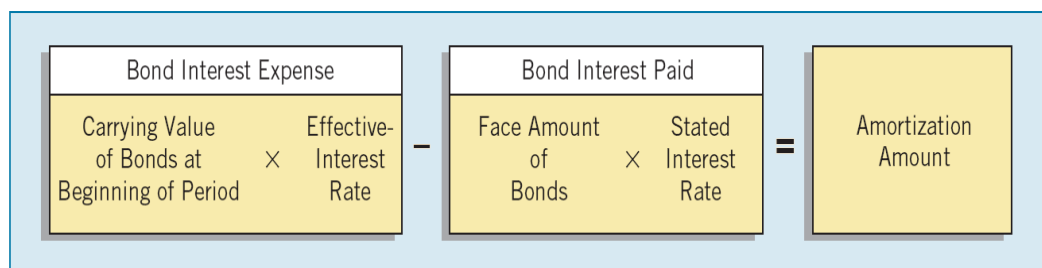 Bond Interest Expense
Carrying Value
of Bonds at
Beginning of Period
×
Effective-
Interest
Rate
–
Bond Interest Paid
Face Amount
of
Bonds
×
Stated
Interest
Rate
=
Amortization
Amount